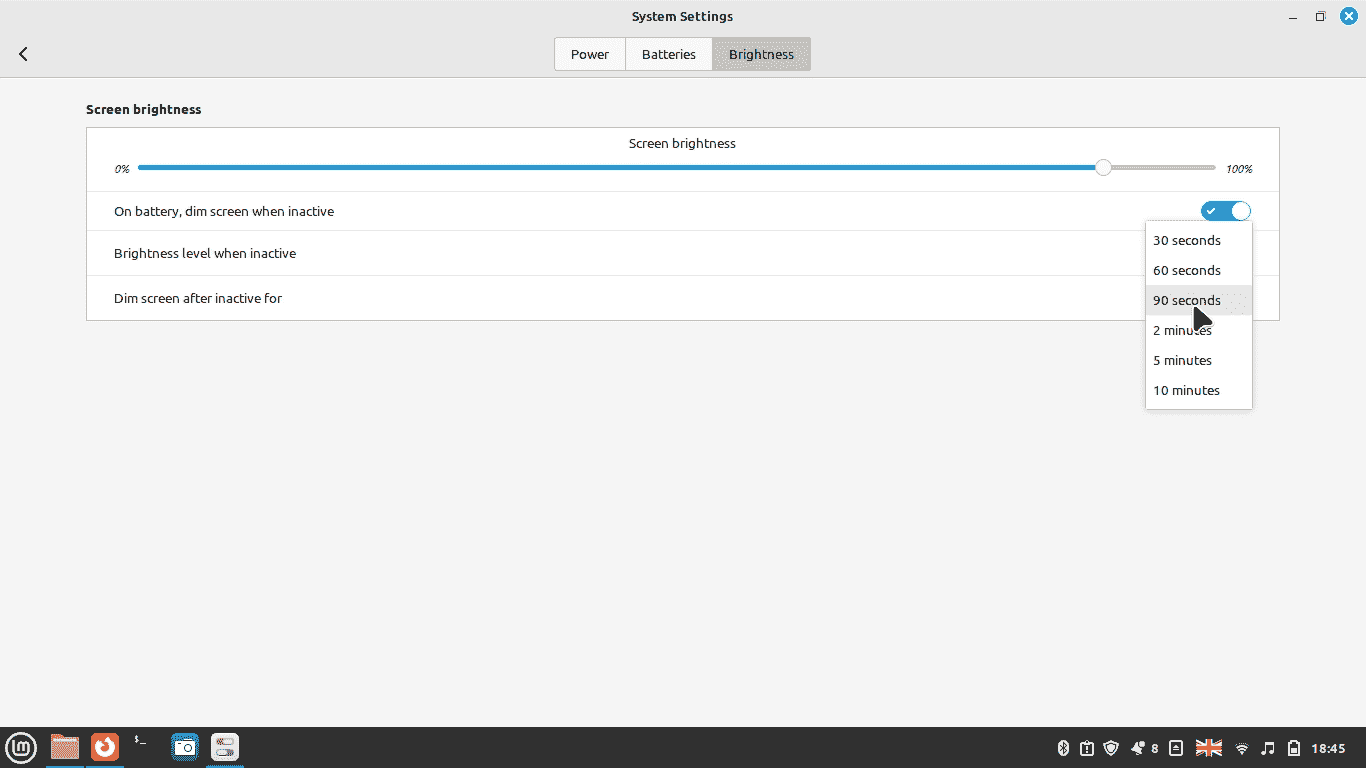 System Settings
Power Batteries Brightness
Screen brightness
Screen brightness
0% 100%
On battery, dim screen when inactive
Brightness level when inactive
Dim screen after inactive for
30 seconds
60 seconds
90 seconds
2 minutes
5 minutes
10 minutes
$_
8
18:45